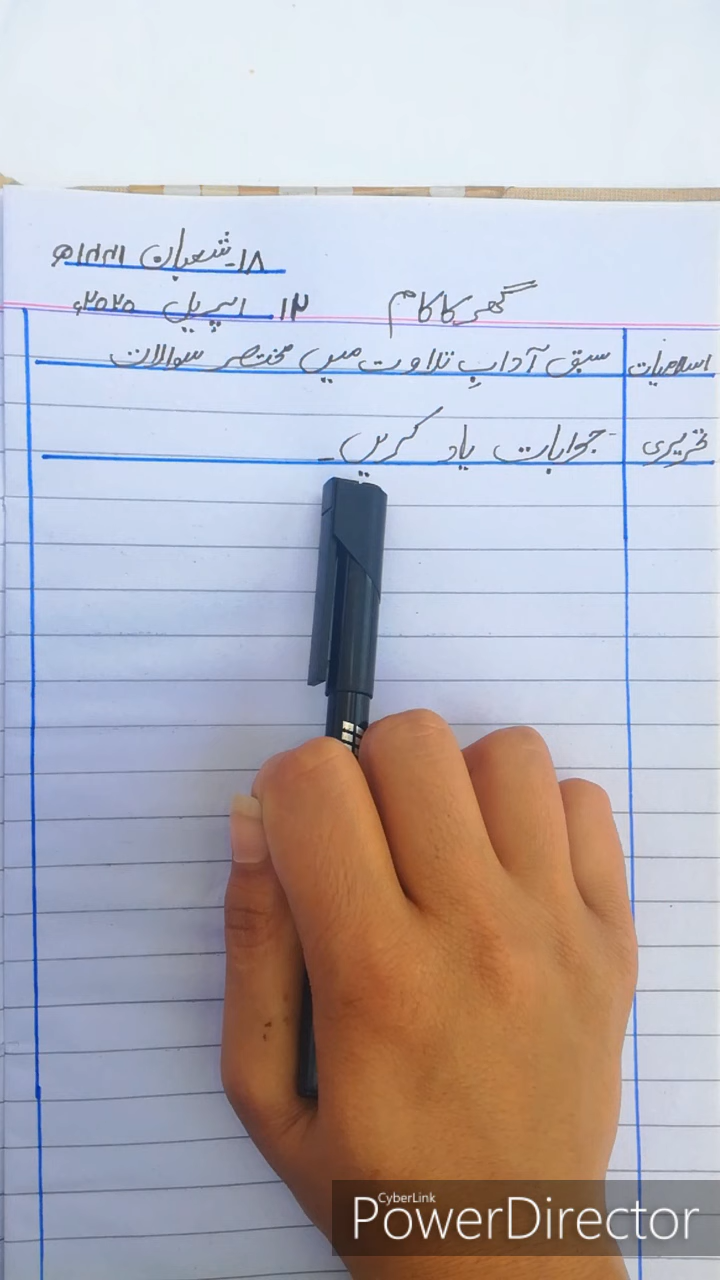 ۱۸۔شعبان ۱۴۴۱ھ
گھر کا کام ۱۲ اپریل ۲۰۲۰ء
اسلامیات سبق آدابِ تلاوت میں مختصر سوالات
تحریری جوابات یاد کریں۔
CyberLink
PowerDirector